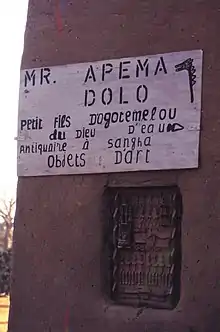 MR. APEMA
DOLO
Petit Fils Dogotemelou
du Dieu D'eau
Antiquaire à sangha
Objets D'art